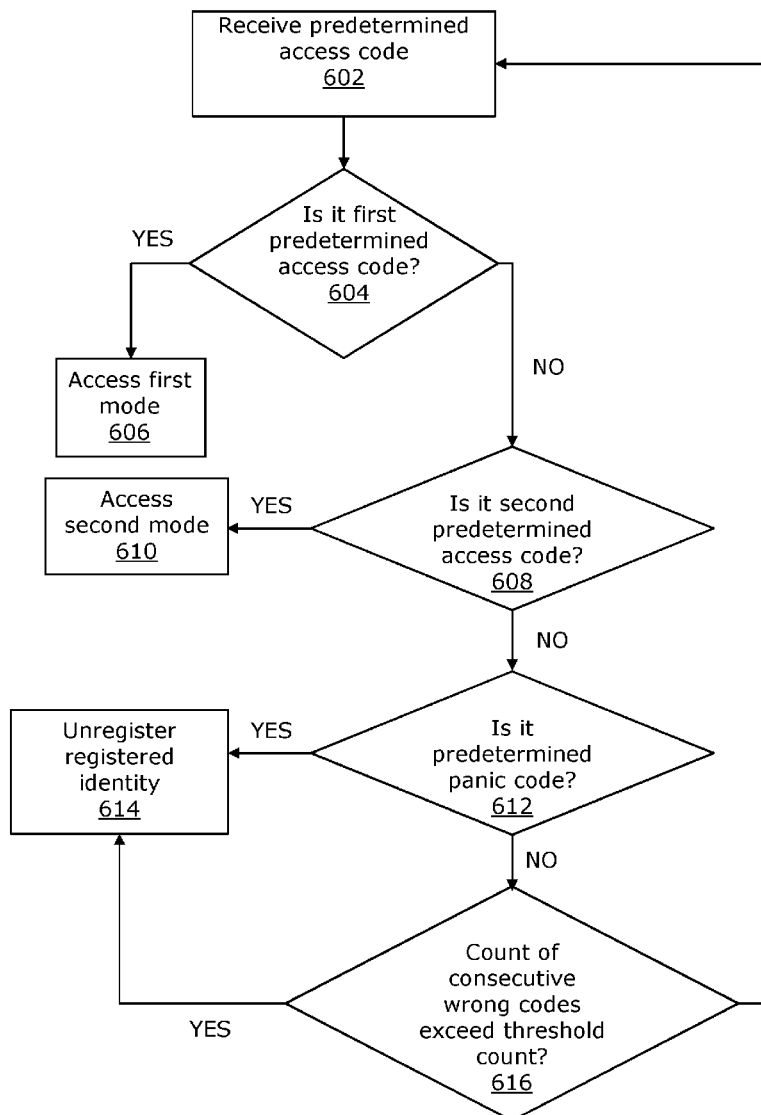 Receive predetermined
access code
602
Is it first
predetermined
access code?
604
YES
NO
Access first
mode
606
Access
second mode
610
YES
Is it second
predetermined
access code?
608
NO
Unregister
registered
identity
614
YES
Is it
predetermined
panic code?
612
NO
Count of
consecutive
wrong codes
exceed threshold
count?
616
YES